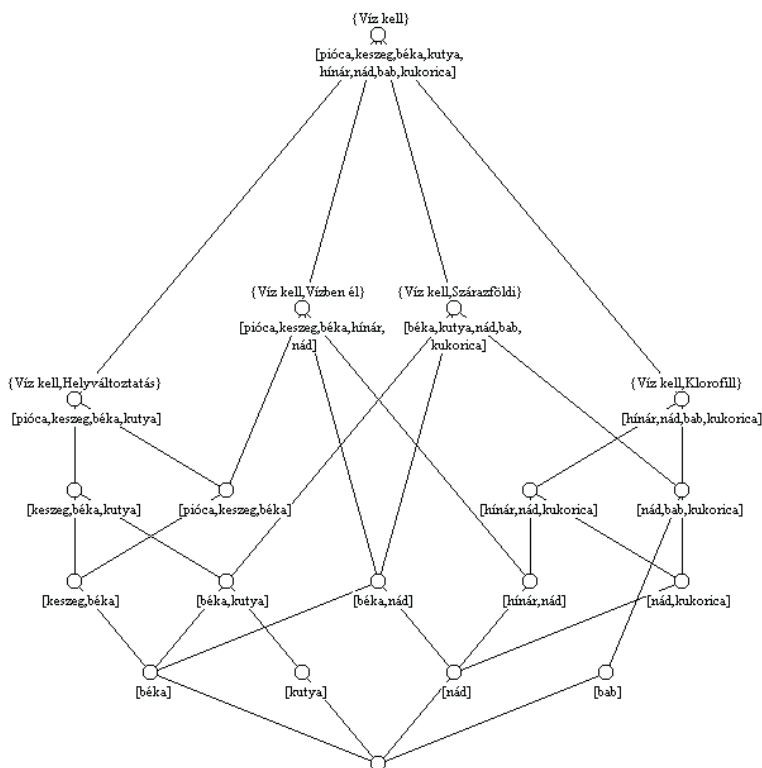 {Víz kell}
[pióca,keszeg,béka,kutya,
hínár,nád,bab,kukorica]
{Víz kell,Vízben él}
{Víz kell,Szárazföldi}
[pióca,keszeg,béka,hínár,
nád]
[béka,kutya,nád,bab,
kukorica]
{Víz kell,Helyváltoztatás}
{Víz kell,Klorofill}
[pióca,keszeg,béka,kutya]
[hínár,nád,bab,kukorica]
[keszeg,béka,kutya]
[pióca,keszeg,béka]
[hínár,nád,kukorica]
[nád,bab,kukorica]
[keszeg,béka]
[béka,kutya]
[béka,nád]
[hínár,nád]
[nád,kukorica]
[béka]
[kutya]
[nád]
[bab]